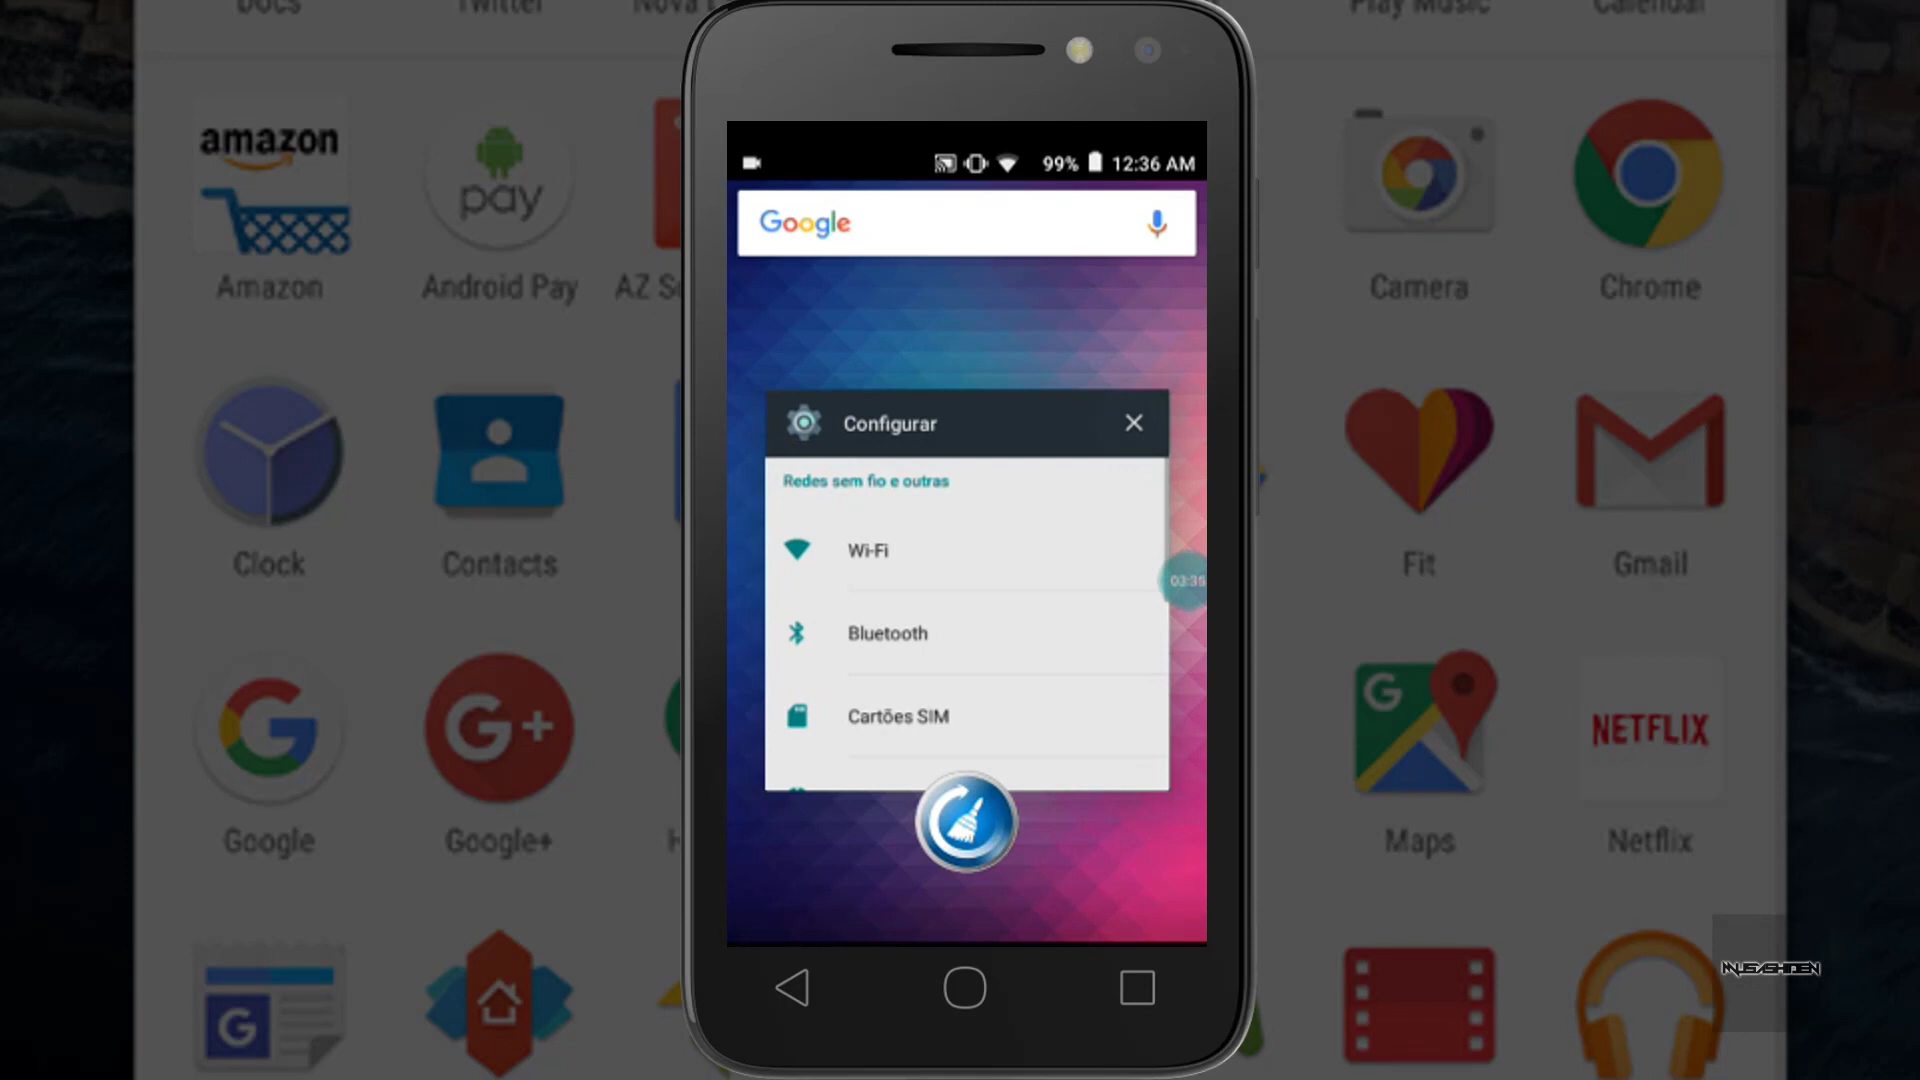 Docs
Twitter
Play Music
Calendar
99% 12:36 AM
Google
amazon
pay
Amazon
Android Pay
Camera
Chrome
Configurar
Redes sem fio e outras
Wi-Fi
03:35
Bluetooth
Cartões SIM
Clock
Contacts
Fit
Gmail
G+
G
NETFLIX
Google
Google+
Maps
Netflix
G